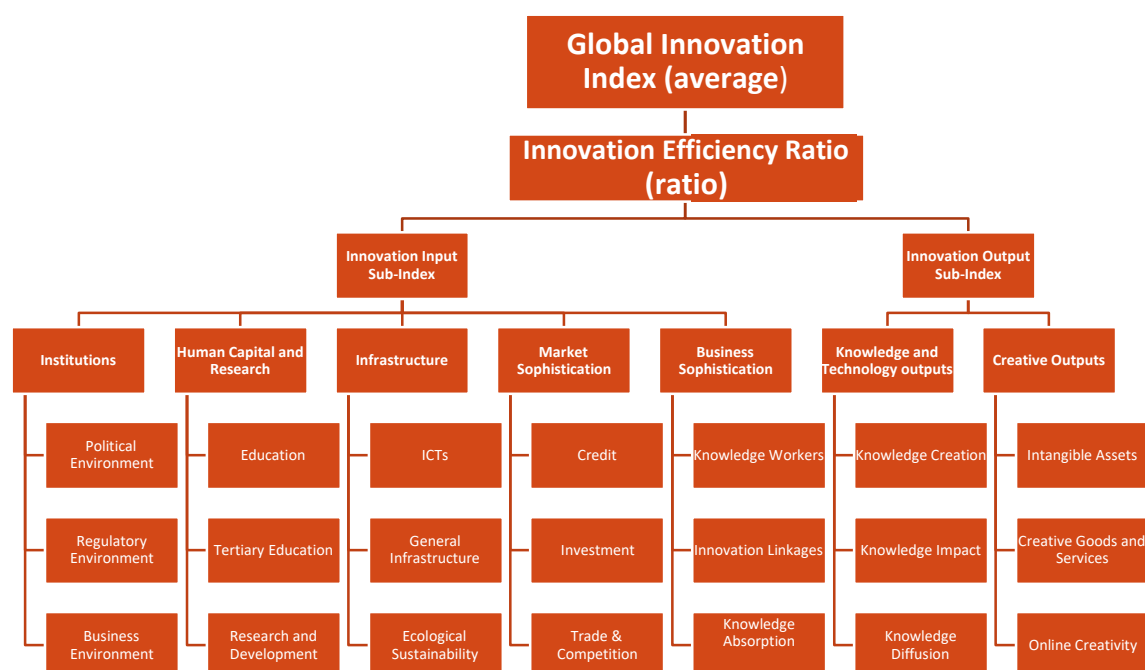 Global Innovation
Index (average)
Innovation Efficiency Ratio
(ratio)
Innovation Input
Sub-Index
Innovation Output
Sub-Index
Institutions
Human Capital and
Research
Infrastructure
Market
Sophistication
Business
Sophistication
Knowledge and
Technology outputs
Creative Outputs
Political
Environment
Education
ICTs
Credit
Knowledge Workers
Knowledge Creation
Intangible Assets
Regulatory
Environment
Tertiary Education
General
Infrastructure
Investment
Innovation Linkages
Knowledge Impact
Creative Goods and
Services
Business
Environment
Research and
Development
Ecological
Sustainability
Trade &
Competition
Knowledge
Absorption
Knowledge
Diffusion
Online Creativity